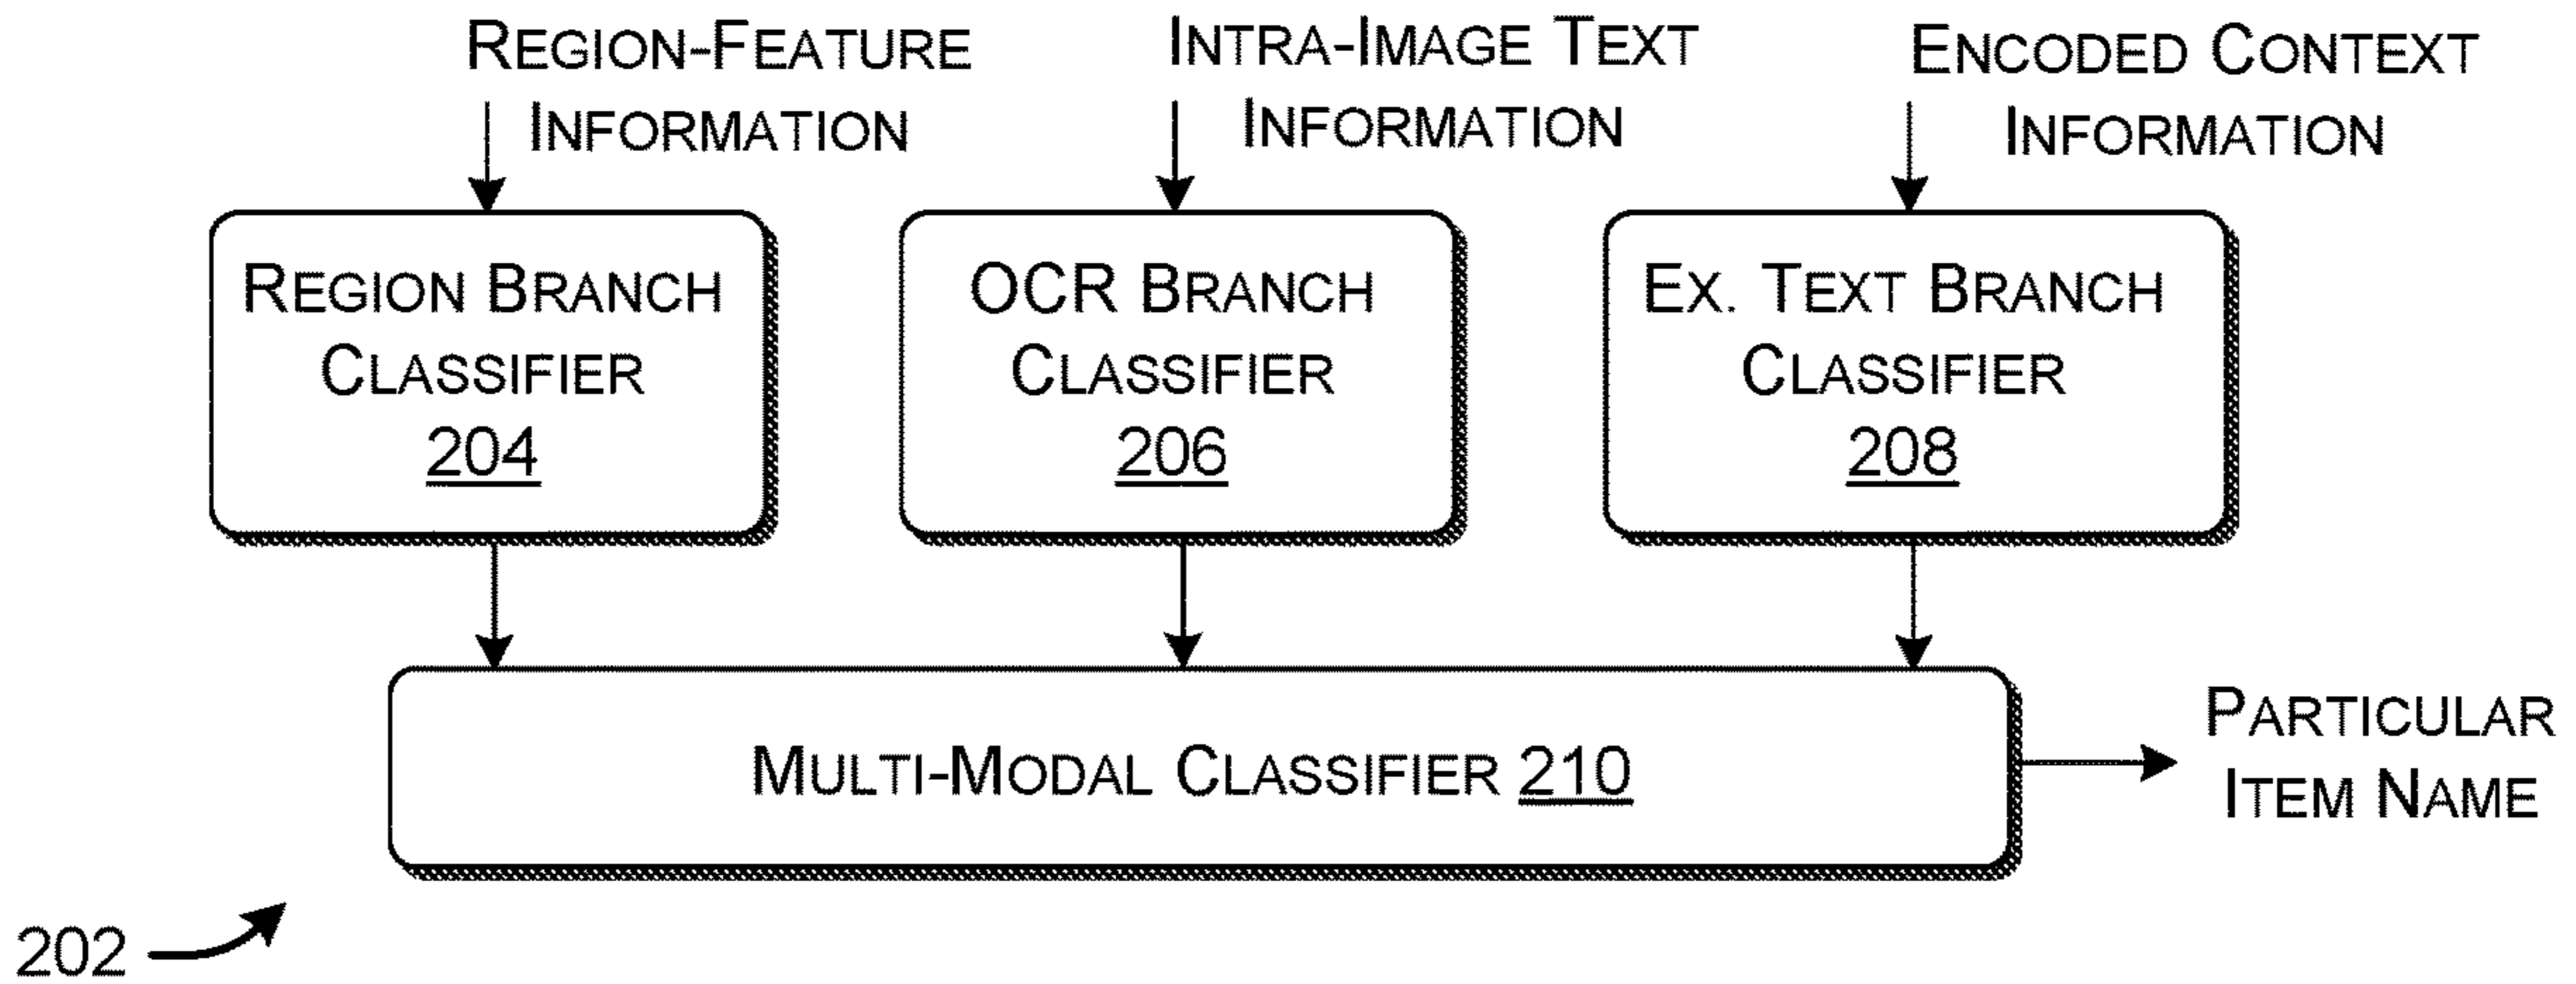 REGION-FEATURE
INFORMATION
INTRA-IMAGE TEXT
INFORMATION
ENCODED CONTEXT
INFORMATION
REGION BRANCH
CLASSIFIER
204
OCR BRANCH
CLASSIFIER
206
EX. TEXT BRANCH
CLASSIFIER
208
MULTI-MODAL CLASSIFIER 210
PARTICULAR
ITEM NAME
202